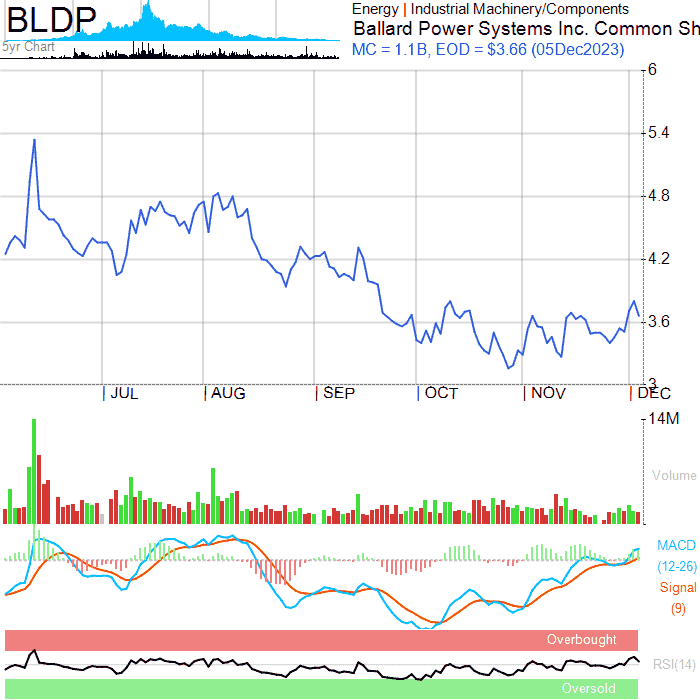 BLDP
5yr Chart
Energy | Industrial Machinery/Components
Ballard Power Systems Inc. Common Sh
MC = 1.1B, EOD = $3.66 (05Dec2023)
6
5.4
4.8
4.2
3.6
3
JUL AUG SEP OCT NOV DEC
14M
Volume
MACD
(12-26)
Signal
(9)
Overbought
RSI(14)
Oversold